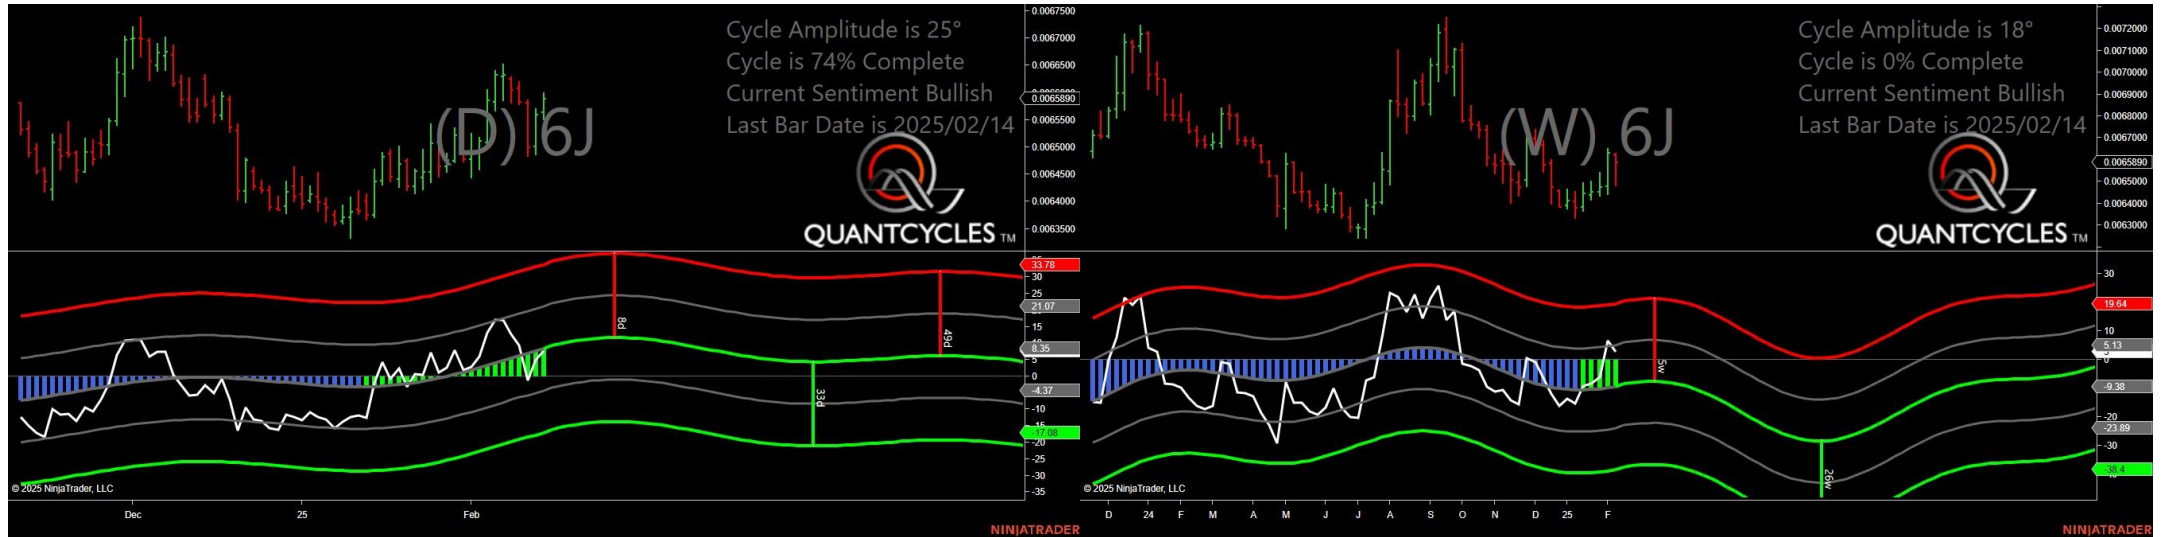 Cycle Amplitude is 25°
Cycle is 74% Complete
Current Sentiment Bullish
Last Bar Date is 2025/02/14
(D) 6J
QUANTCYCLES TM
0.0067500
0.0067000
0.0066500
0.0065890
0.0065500
0.0065000
0.0064500
0.0064000
0.0063500
33.78
30
25
21.07
15
8.35
5
0
-4.37
-10
-17.08
-20
-25
-30
-35
8d
33d
49d
© 2025 NinjaTrader, LLC
Dec
25
Feb
NINJATRADER
Cycle Amplitude is 18°
Cycle is 0% Complete
Current Sentiment Bullish
Last Bar Date is 2025/02/14
(W) 6J
QUANTCYCLES TM
0.0072000
0.0071000
0.0070000
0.0069000
0.0068000
0.0067000
0.0065890
0.0065000
0.0064000
0.0063000
30
19.64
10
5.13
0
-9.38
-20
-23.89
-30
-38.4
5w
26w
© 2025 NinjaTrader, LLC
D
24
F
M
A
M
J
J
A
S
O
N
D
25
F
NINJATRADER